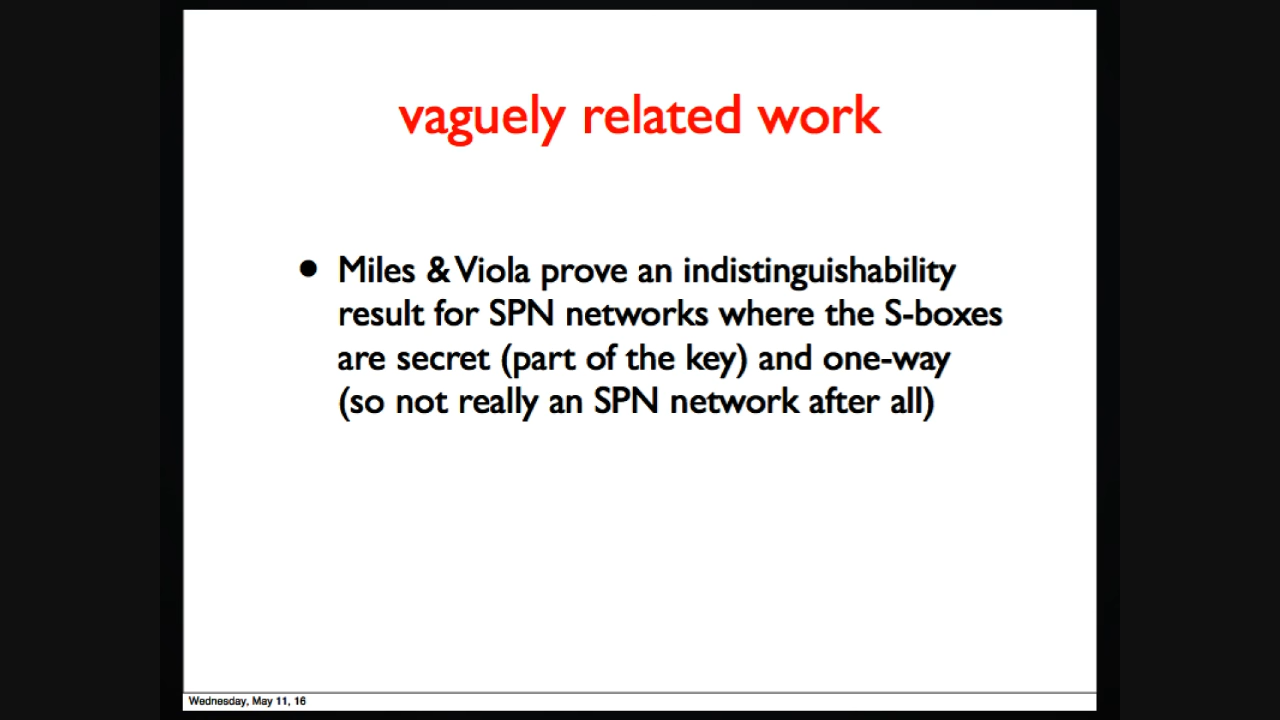 vaguely related work
• Miles & Viola prove an indistinguishability
result for SPN networks where the S-boxes
are secret (part of the key) and one-way
(so not really an SPN network after all)
Wednesday, May 11, 16